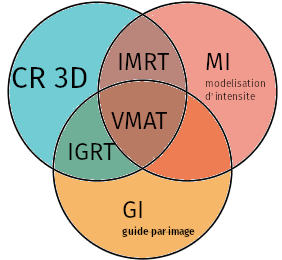 IMRT
CR 3D
MI
modelisation
d'intensite
VMAT
IGRT
GI
guide par image